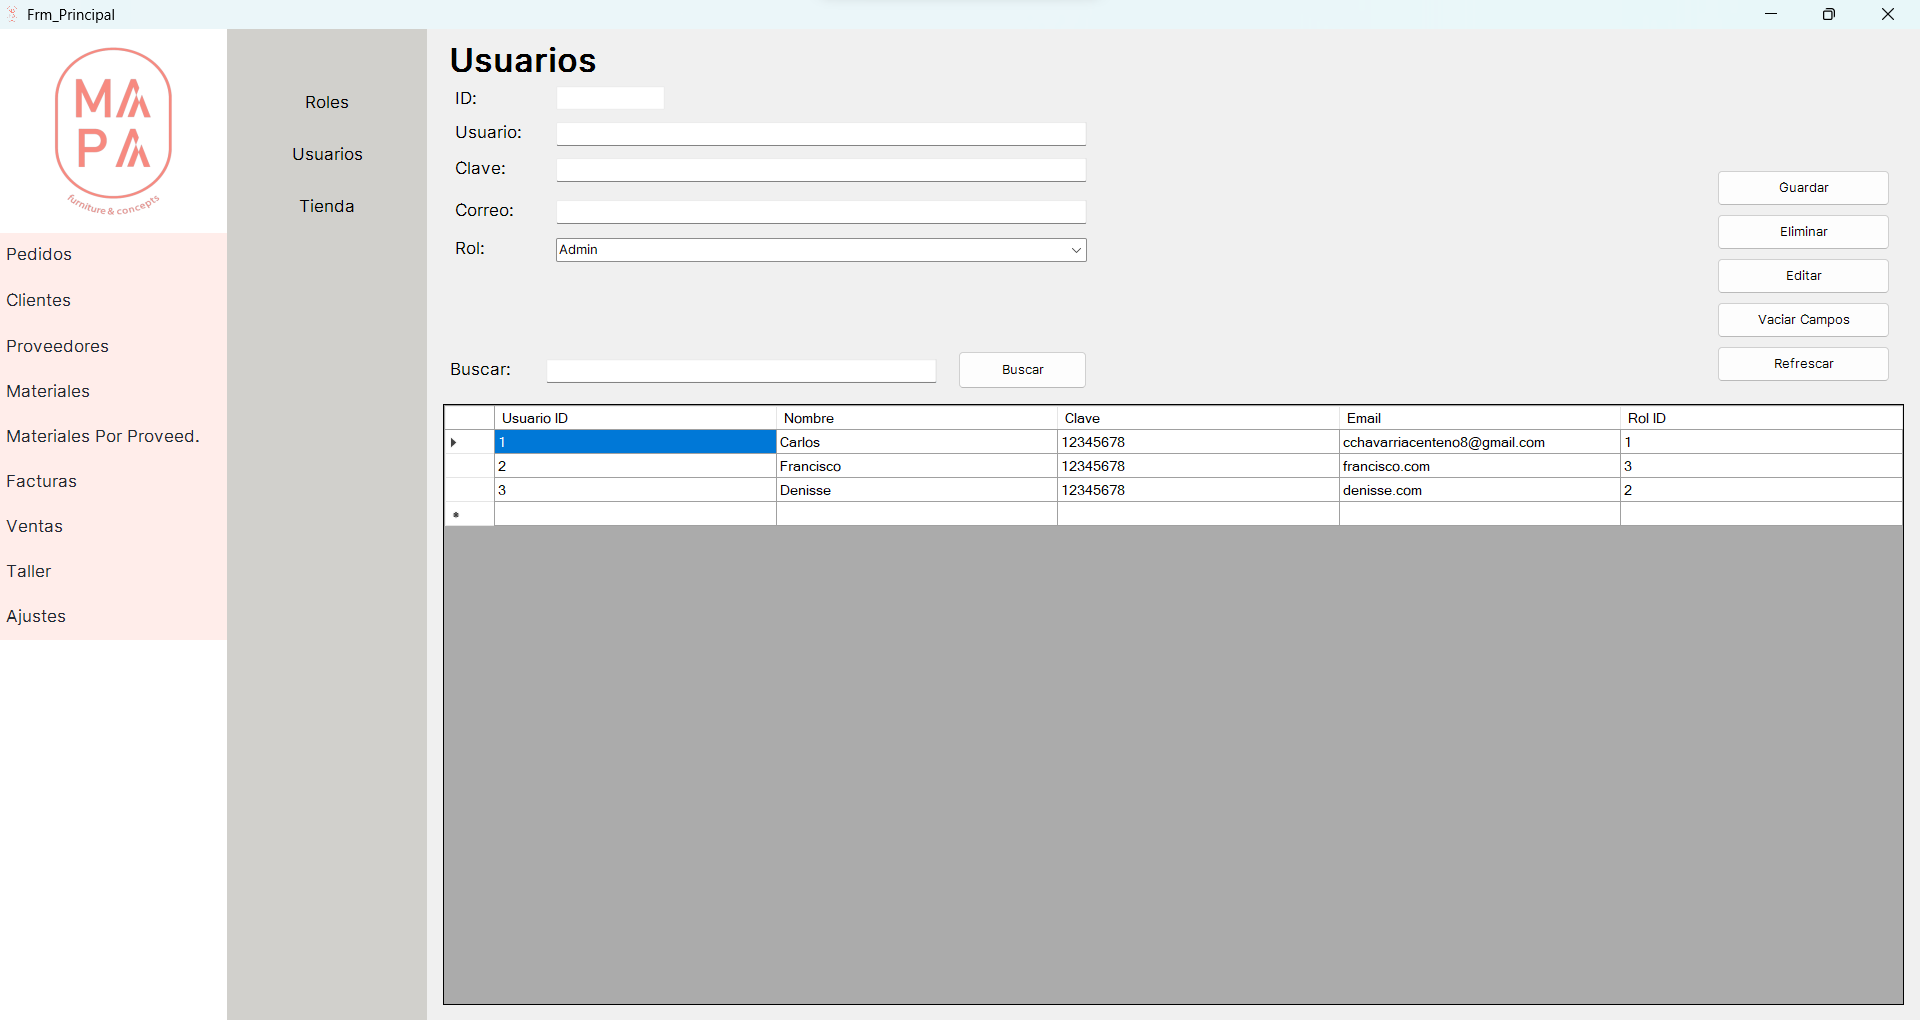 Frm_Principal
MA
PA
furniture & concepts
Pedidos
Clientes
Proveedores
Materiales
Materiales Por Proveed.
Facturas
Ventas
Taller
Ajustes
Roles
Usuarios
Tienda
Usuarios
ID:
Usuario:
Clave:
Correo:
Rol: Admin
Guardar
Eliminar
Editar
Vaciar Campos
Refrescar
Buscar: Buscar
Usuario ID Nombre Clave Email Rol ID
1 Carlos 12345678 cchavarriacenteno8@gmail.com 1
2 Francisco 12345678 francisco.com 3
3 Denisse 12345678 denisse.com 2